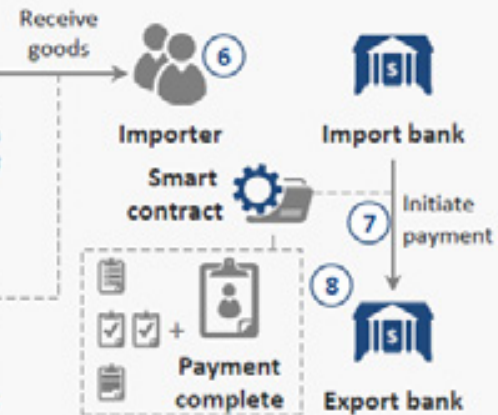 Receive
goods
6
Importer
Import bank
Smart
contract
S
7
Initiate
payment
8
+
Payment
complete
S
Export bank